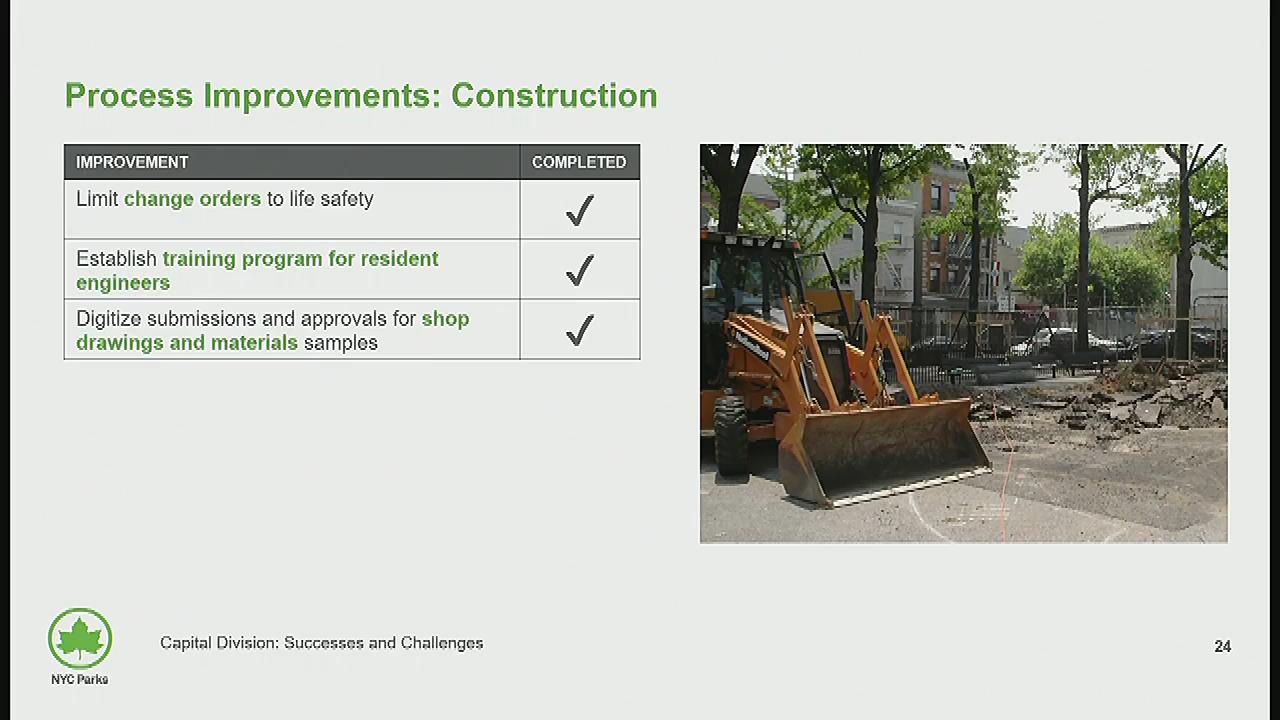 Process Improvements: Construction
IMPROVEMENT COMPLETED
Limit change orders to life safety ✓
Establish training program for resident
engineers ✓
Digitize submissions and approvals for shop
drawings and materials samples ✓
NYC Parks
Capital Division: Successes and Challenges
24